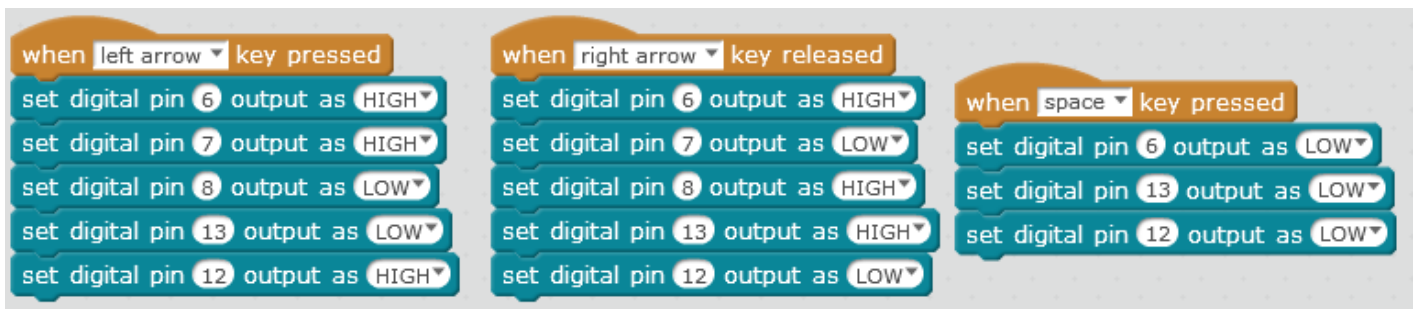 when left arrow key pressed
set digital pin 6 output as HIGH
set digital pin 7 output as HIGH
set digital pin 8 output as LOW
set digital pin 13 output as LOW
set digital pin 12 output as HIGH
when right arrow key released
set digital pin 6 output as HIGH
set digital pin 7 output as LOW
set digital pin 8 output as HIGH
set digital pin 13 output as HIGH
set digital pin 12 output as LOW
when space key pressed
set digital pin 6 output as LOW
set digital pin 13 output as LOW
set digital pin 12 output as LOW